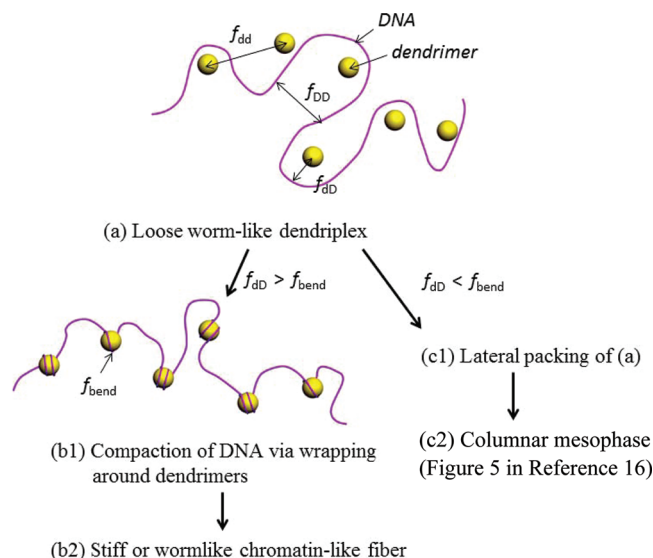 DNA
f_dd
dendrimer
f_DD
f_dD
(a) Loose worm-like dendriplex
f_dD > f_bend
f_dD < f_bend
(c1) Lateral packing of (a)
f_bend
(c2) Columnar mesophase
(Figure 5 in Reference 16)
(b1) Compaction of DNA via wrapping
around dendrimers
(b2) Stiff or wormlike chromatin-like fiber